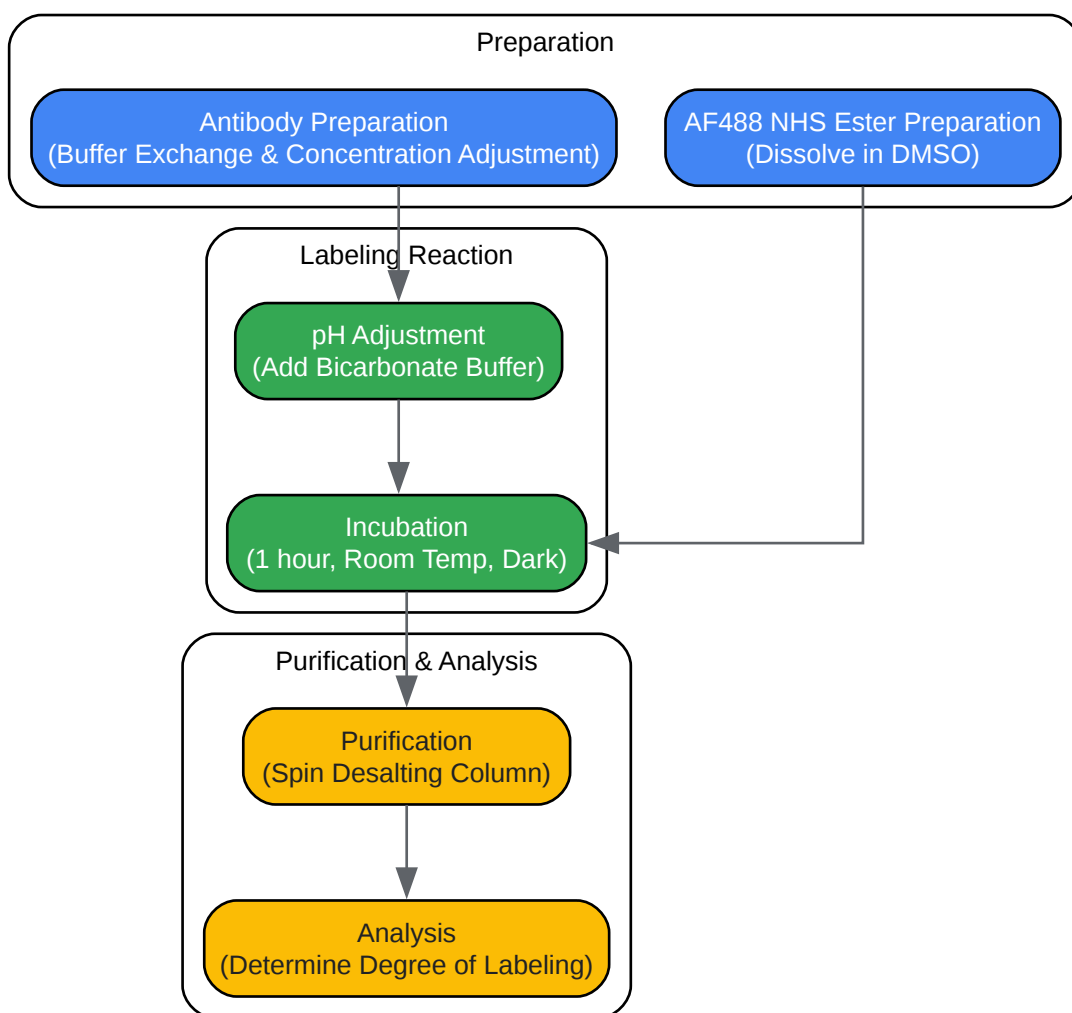 Preparation
Antibody Preparation
(Buffer Exchange & Concentration Adjustment)
AF488 NHS Ester Preparation
(Dissolve in DMSO)
Labeling Reaction
pH Adjustment
(Add Bicarbonate Buffer)
Incubation
(1 hour, Room Temp, Dark)
Purification & Analysis
Purification
(Spin Desalting Column)
Analysis
(Determine Degree of Labeling)